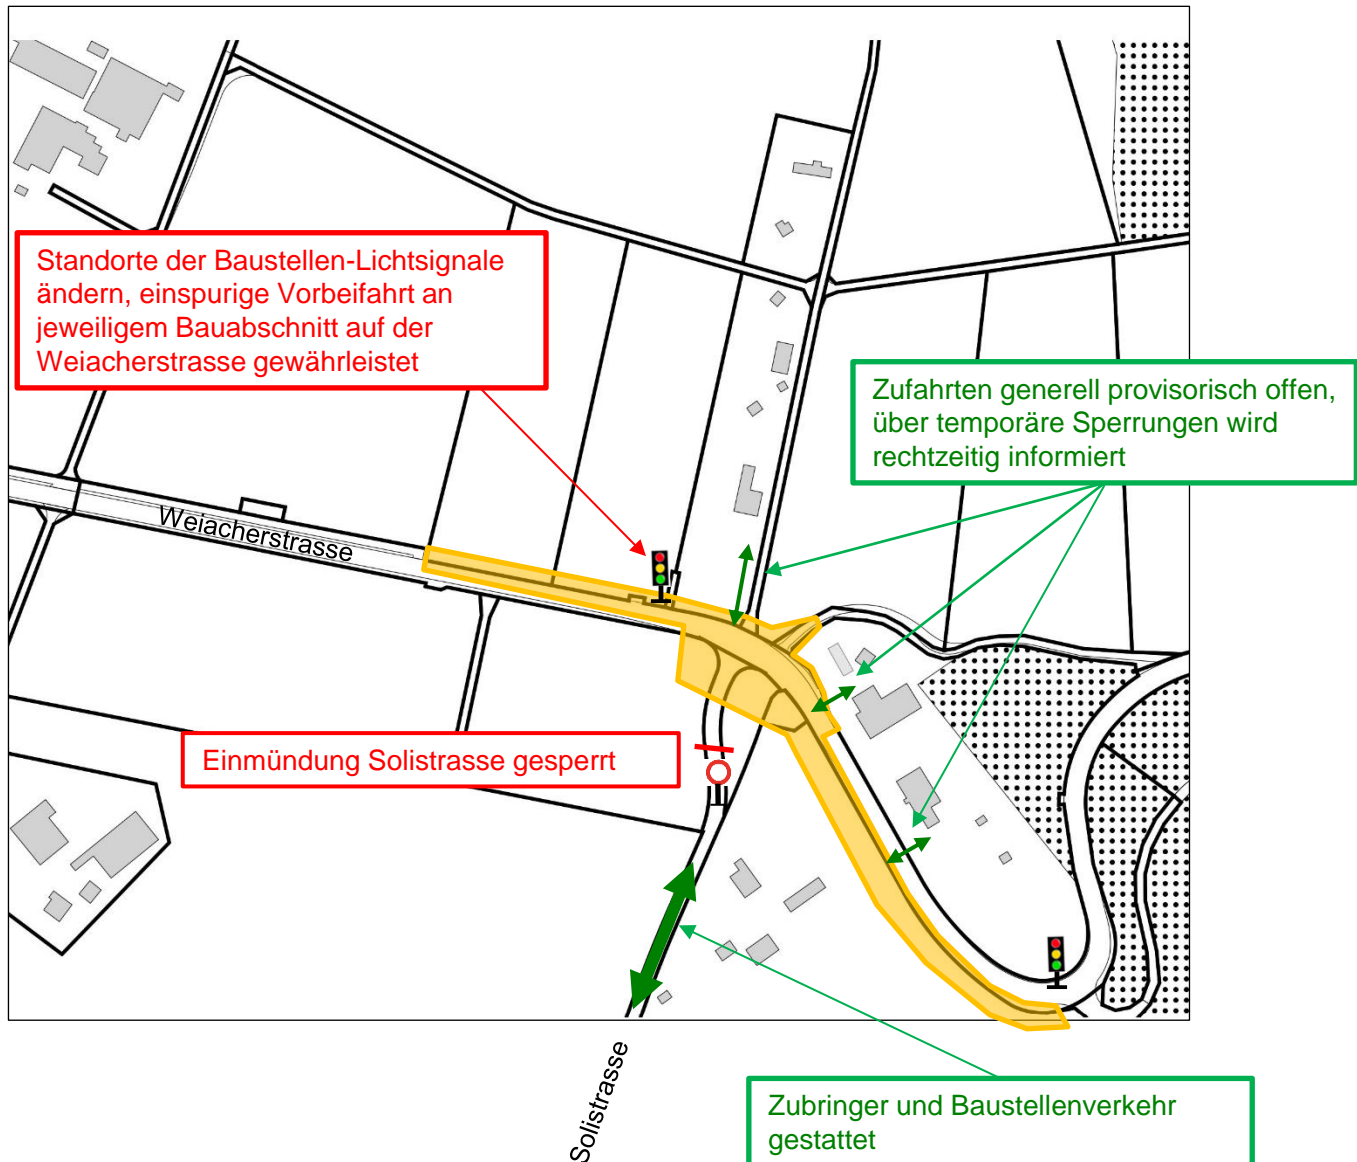 Standorte der Baustellen-Lichtsignale
ändern, einspurige Vorbeifahrt an
jeweiligem Bauabschnitt auf der
Weiacherstrasse gewährleistet
Zufahrten generell provisorisch offen,
über temporäre Sperrungen wird
rechtzeitig informiert
Weiacherstrasse
Einmündung Solistrasse gesperrt
Solistrasse
Zubringer und Baustellenverkehr
gestattet